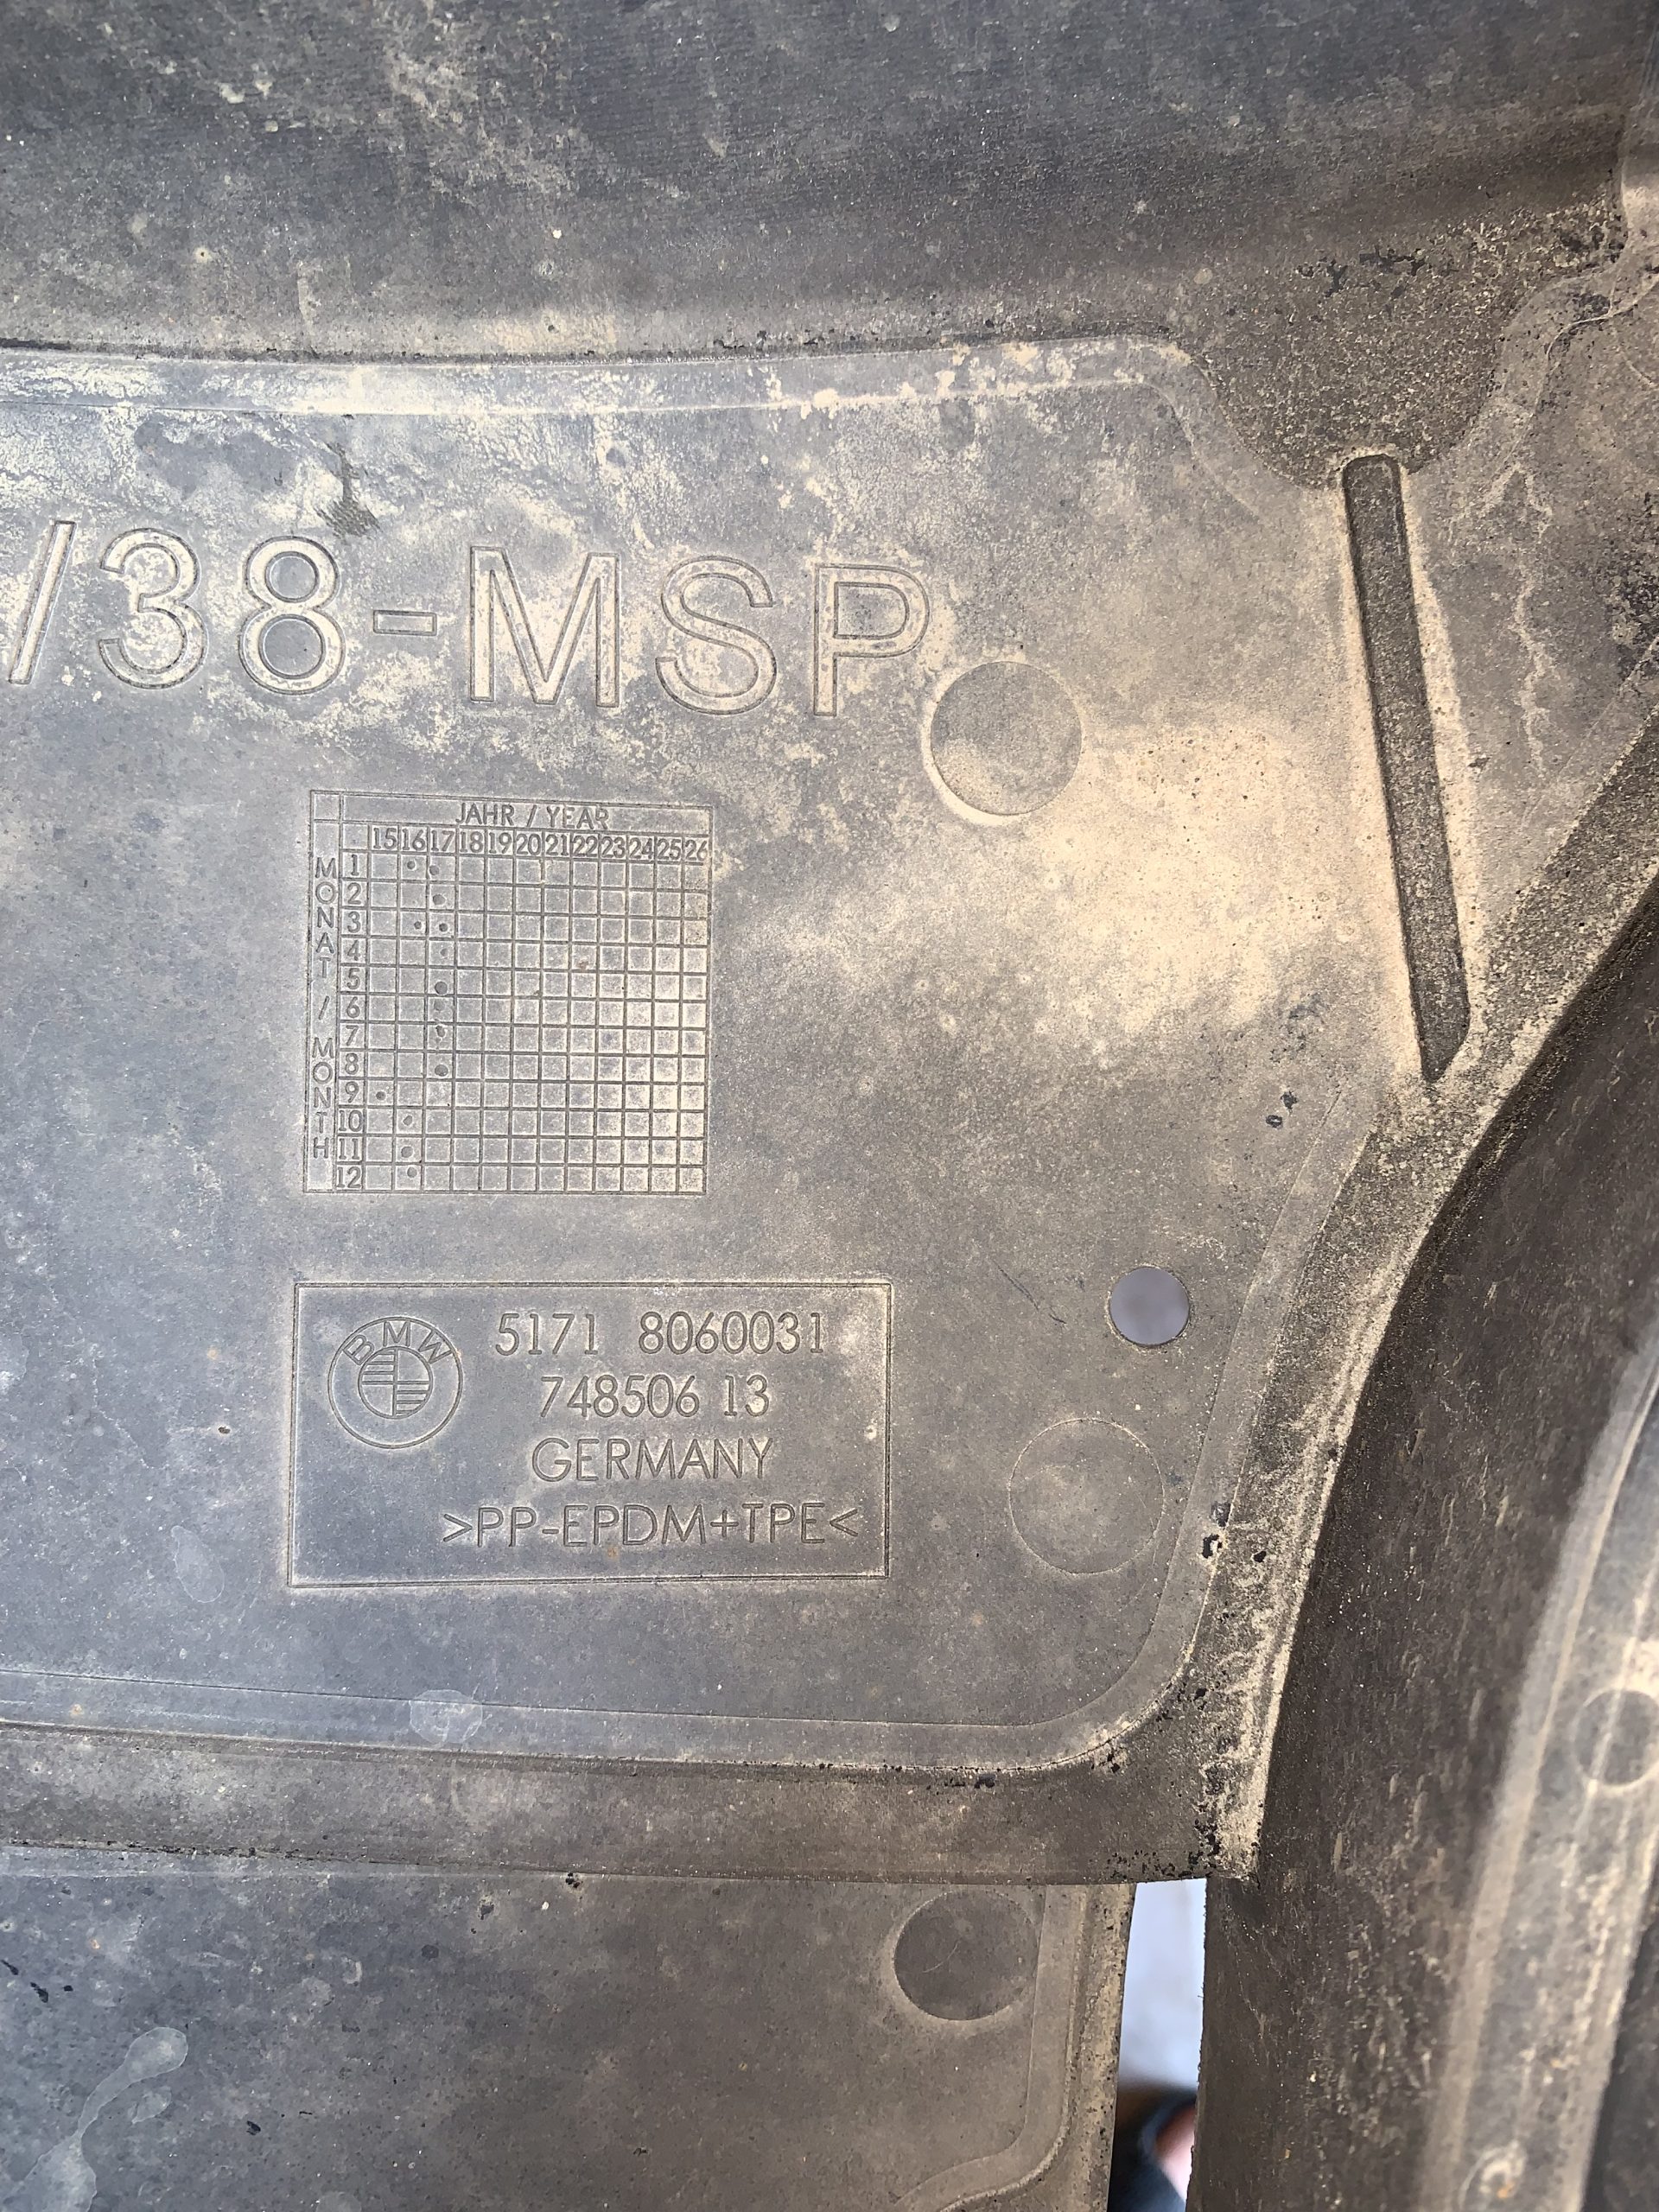 /38-MSP
JAHR / YEAR
15 16 17 18 19 20 21 22 23 24 25 26
MONAT / MONTH
1
2
3
4
5
6
7
8
9
10
11
12
BMW
5171 8060031
748506 13
GERMANY
>PP-EPDM+TPE<